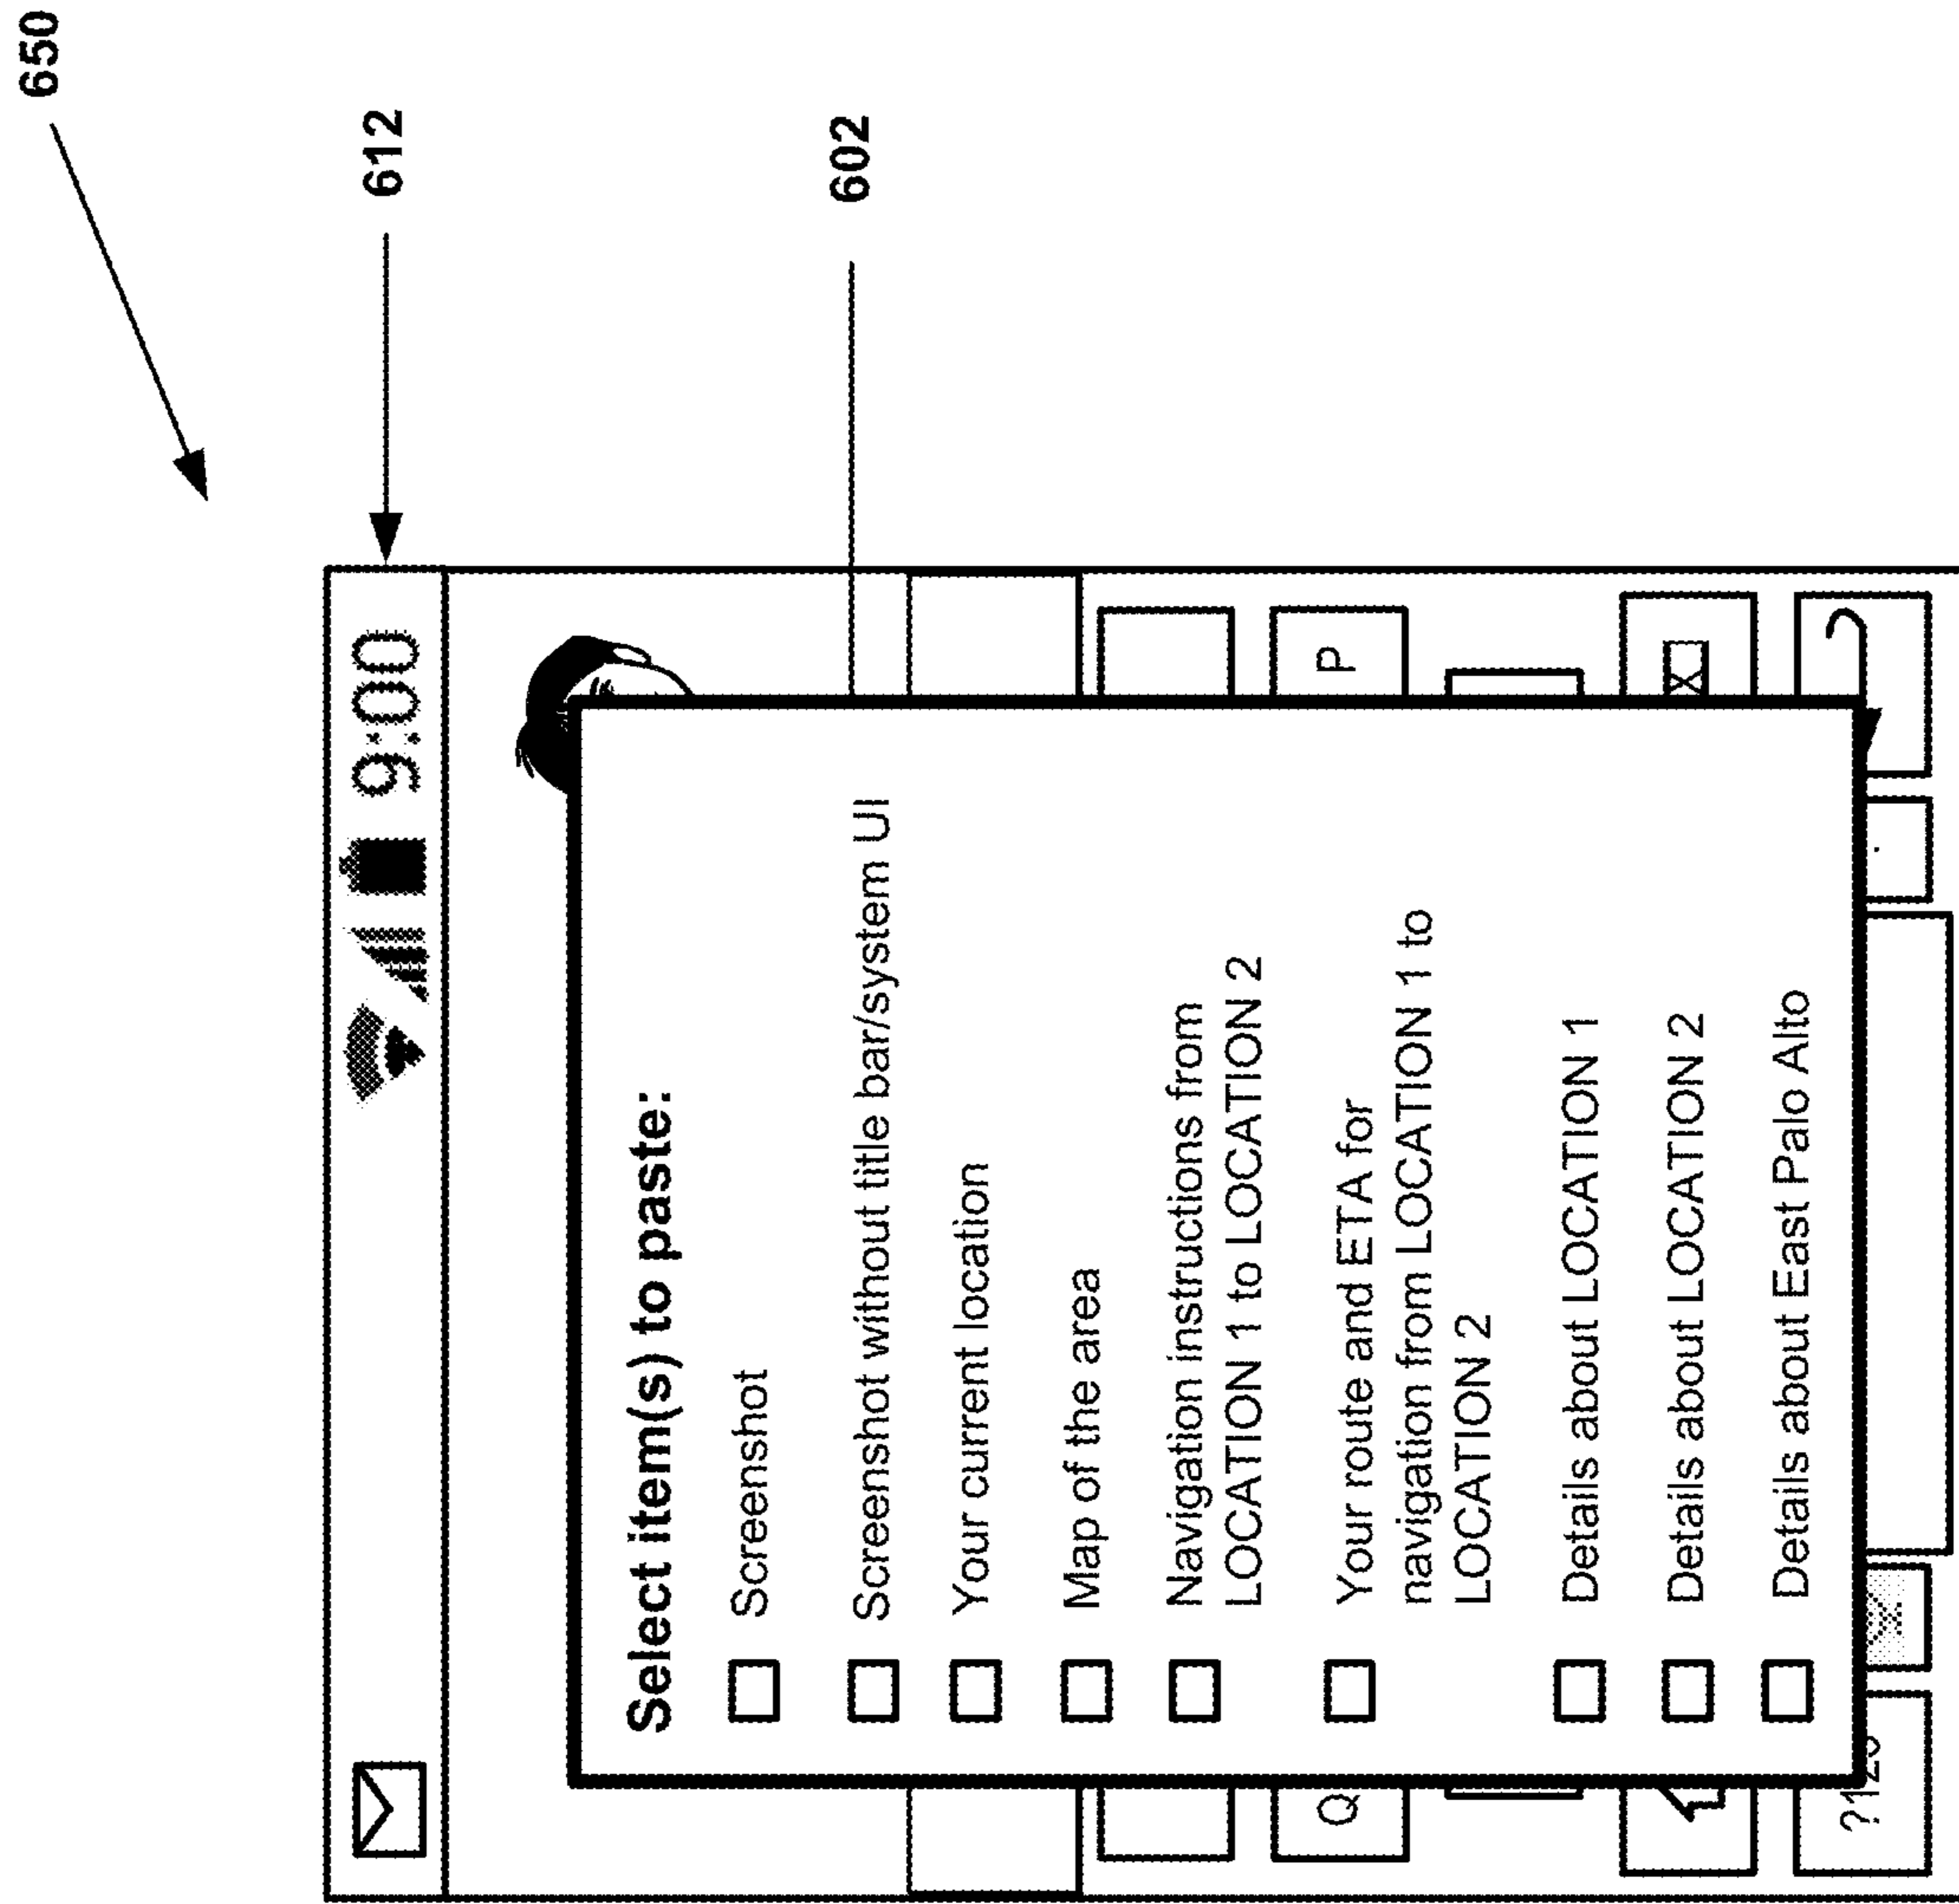 650
612
9:00
602
Select item(s) to paste:
Screenshot
Screenshot without title bar/system UI
Your current location
Map of the area
Navigation instructions from
LOCATION 1 to LOCATION 2
Q
P
Your route and ETA for
navigation from LOCATION 1 to
LOCATION 2
Details about LOCATION 1
Details about LOCATION 2
X
Details about East Palo Alto
?123
.